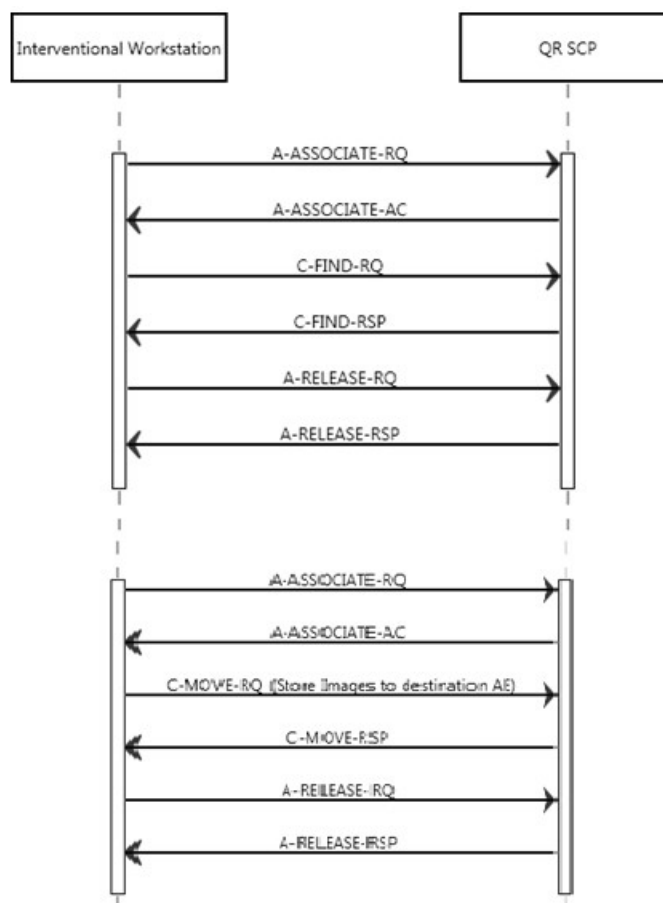 Interventional Workstation
QR SCP
A-ASSOCIATE-RQ
A-ASSOCIATE-AC
C-FIND-RQ
C-FIND-RSP
A-RELEASE-RQ
A-RELEASE-RSP
A-ASSOCIATE-RQ
A-ASSOCIATE-AC
C-MOVE-RQ (Store Images to destination AE)
C-MOVE-RSP
A-RELEASE-RQ
A-RELEASE-RSP